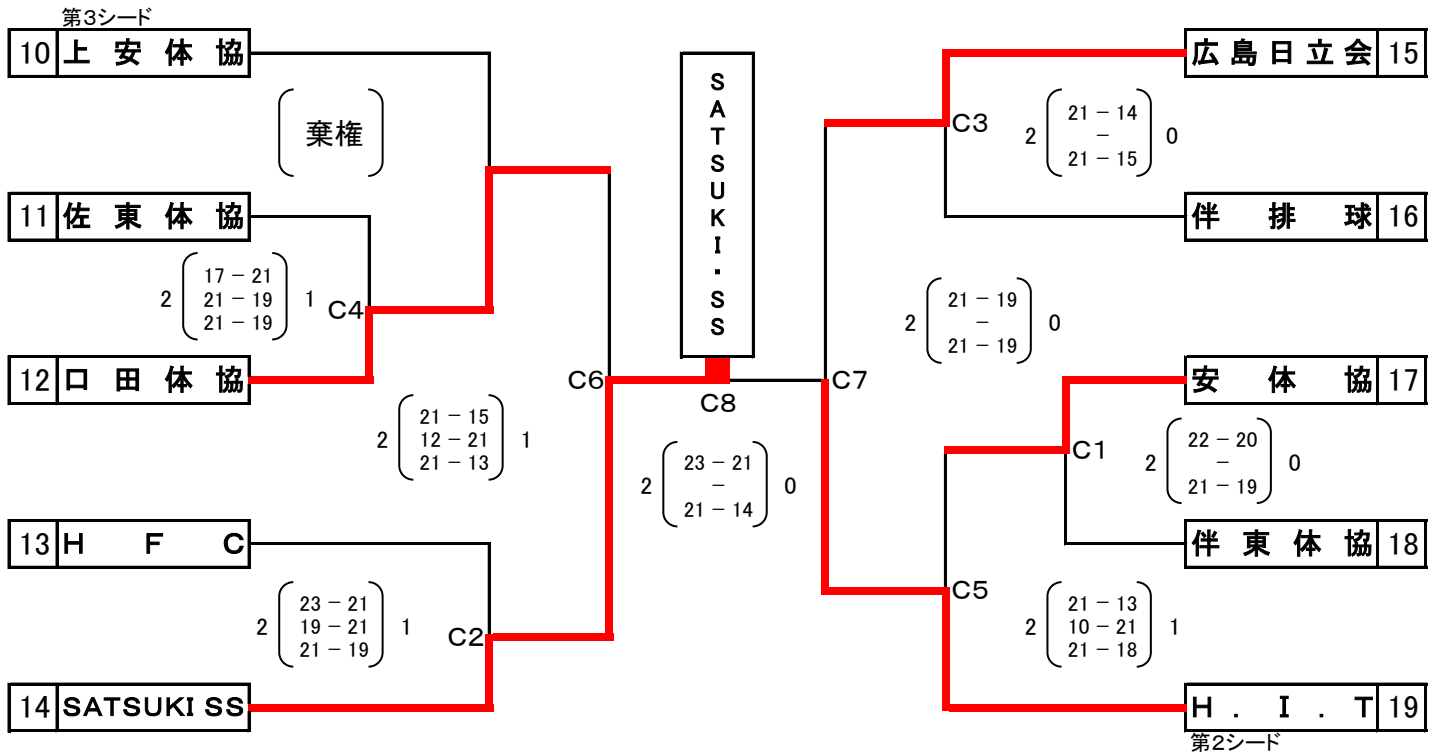 第3シード
10 上安体協
棄権
11 佐東体協
17 - 21
2 21 - 19 1
21 - 19
C4
12 口田体協
C6
21 - 15
2 12 - 21 1
21 - 13
13 HFC
23 - 21
2 19 - 21 1
21 - 19
C2
14 SATSUKI SS
SATSUKI・SS
C8
23 - 21
2 - 0
21 - 14
広島日立会 15
C3
21 - 14
2 - 0
21 - 15
伴排球 16
21 - 19
2 - 0
21 - 19
C7
安体協 17
C1
22 - 20
2 - 0
21 - 19
伴東体協 18
C5
21 - 13
2 10 - 21 1
21 - 18
H.I.T 19
第2シード